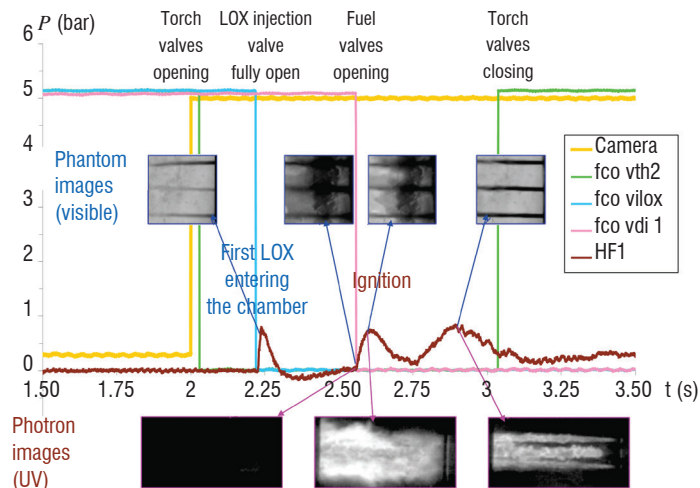 P (bar)
Torch
valves
opening
LOX injection
valve
fully open
Fuel
valves
opening
Torch
valves
closing
6
5
4
3
2
1
0
Phantom
images
(visible)
Camera
fco vth2
fco vilox
fco vdi 1
HF1
First LOX
entering
the chamber
Ignition
1.50
1.75
2
2.25
2.50
2.75
3
3.25
3.50
t (s)
Photron
images
(UV)